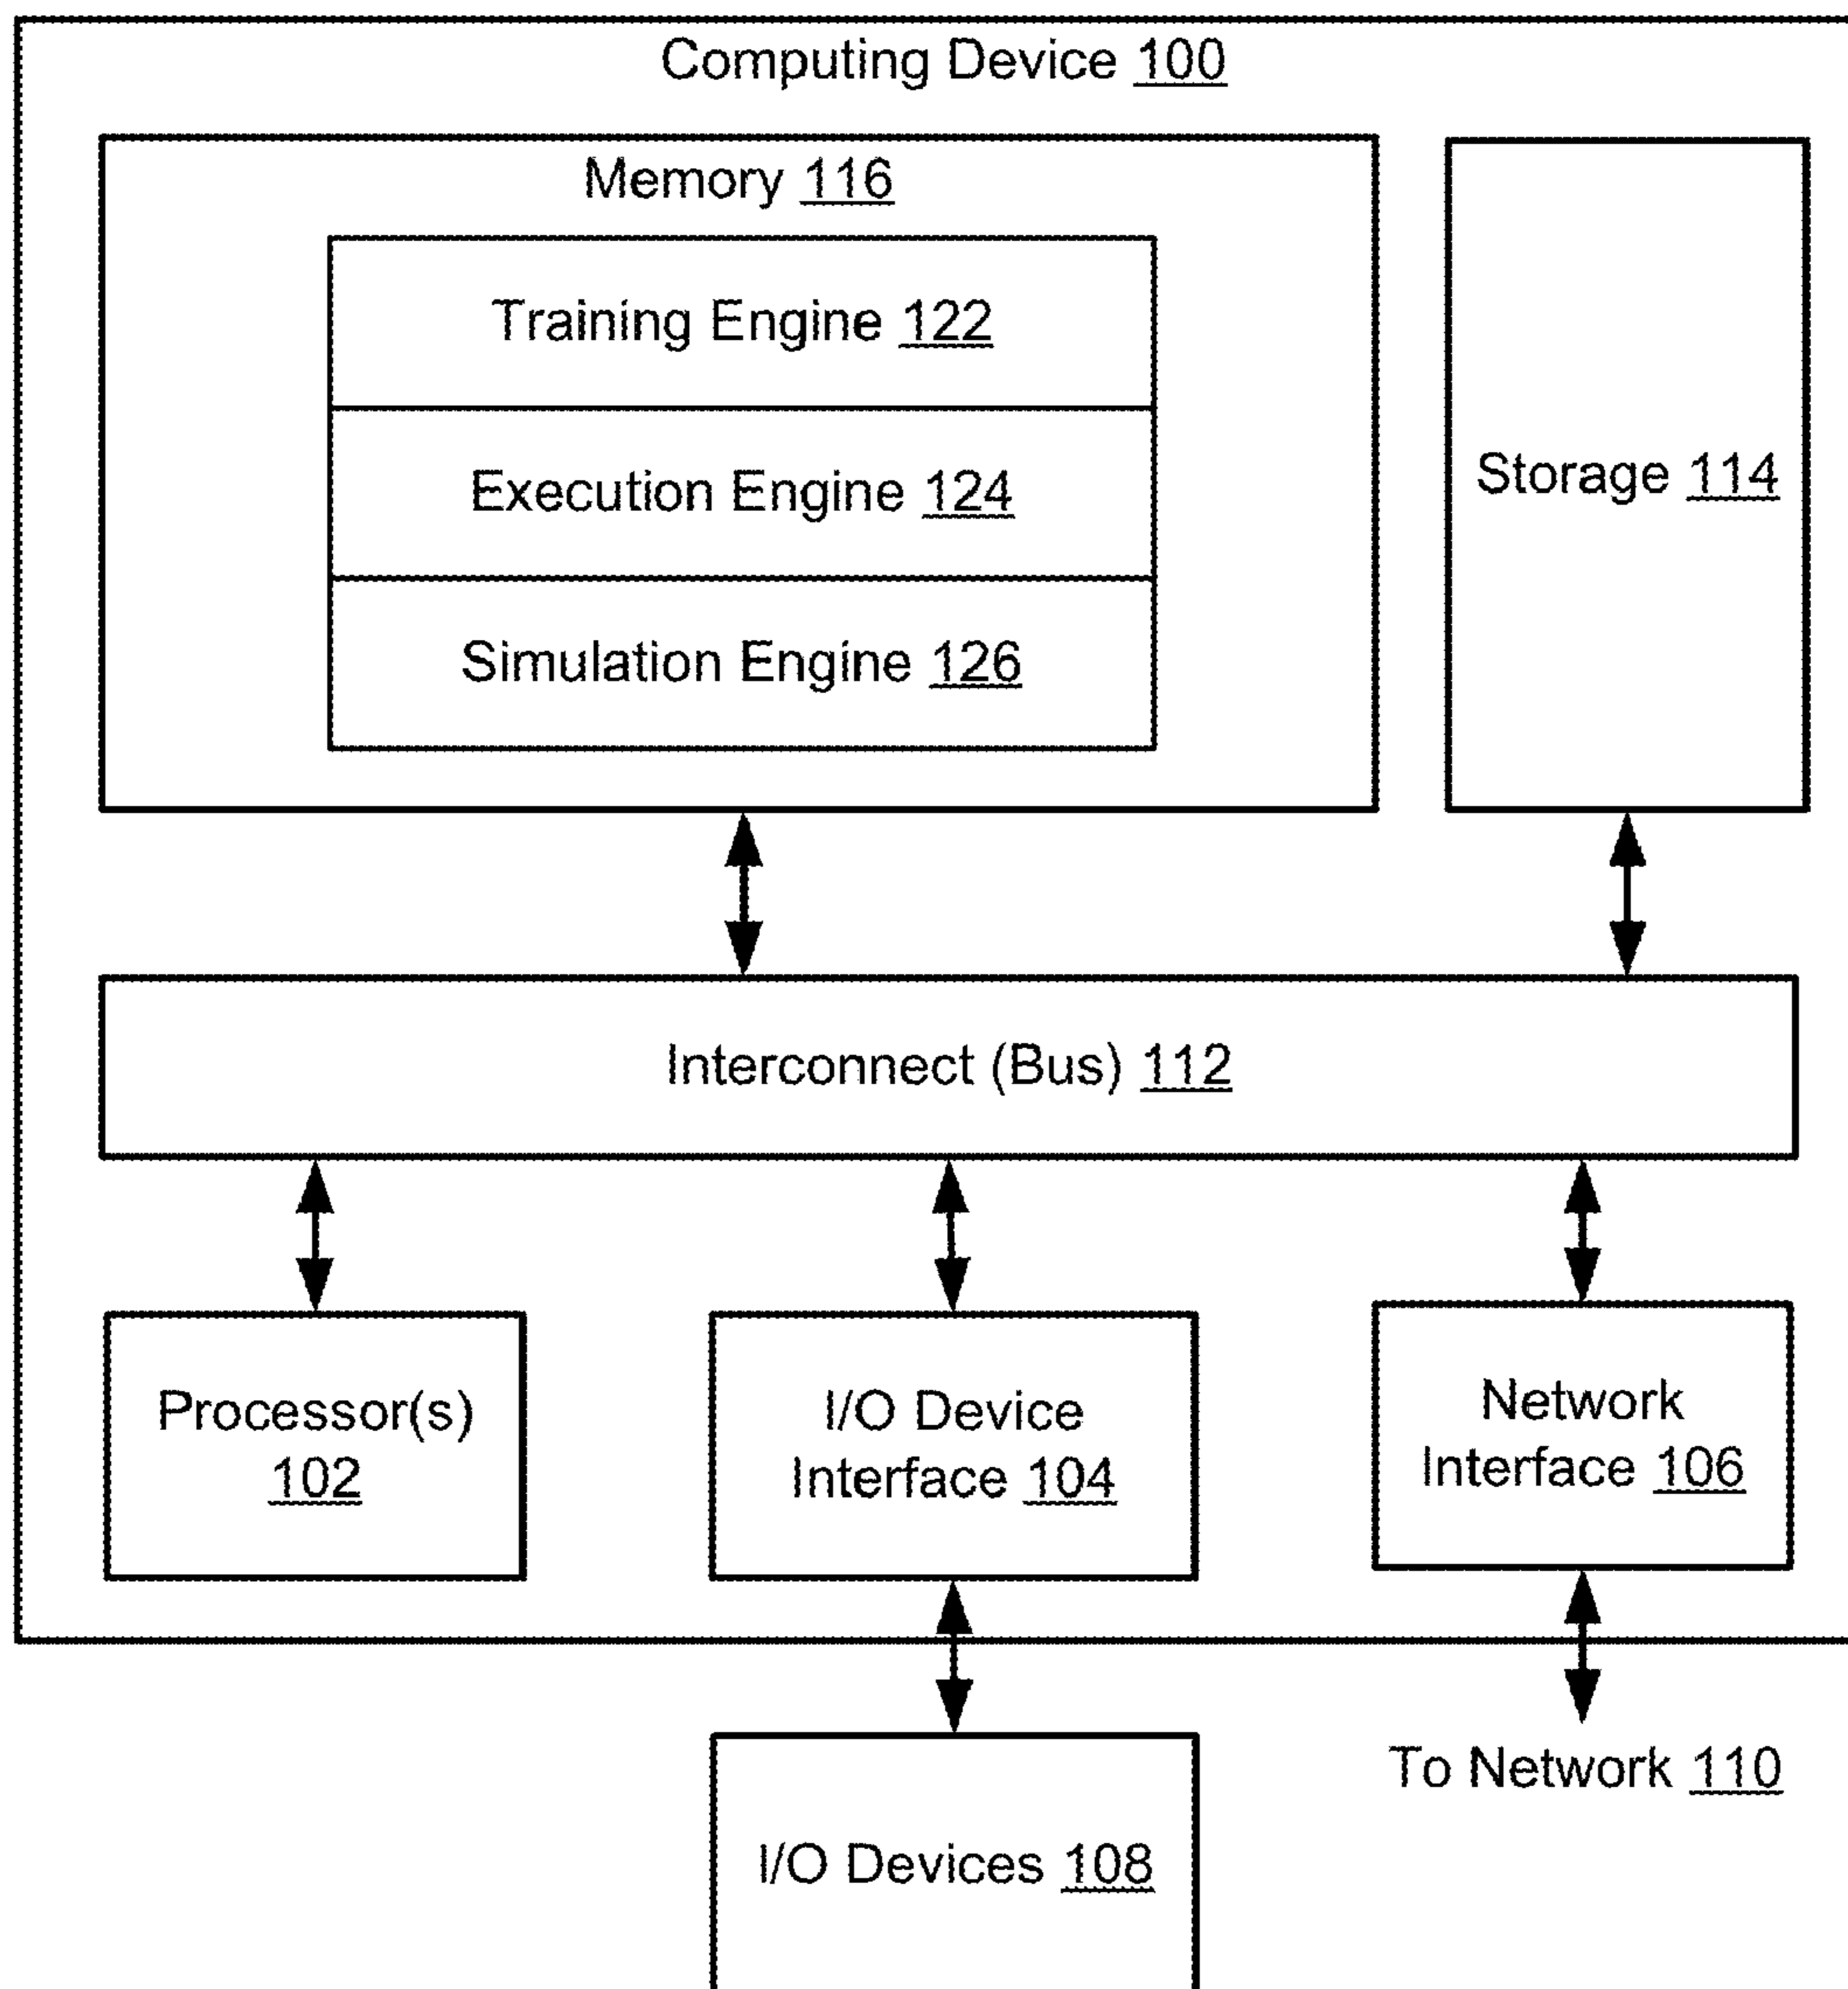 Computing Device 100
Memory 116
Training Engine 122
Execution Engine 124
Simulation Engine 126
Storage 114
Interconnect (Bus) 112
Processor(s)
102
I/O Device
Interface 104
Network
Interface 106
I/O Devices 108
To Network 110